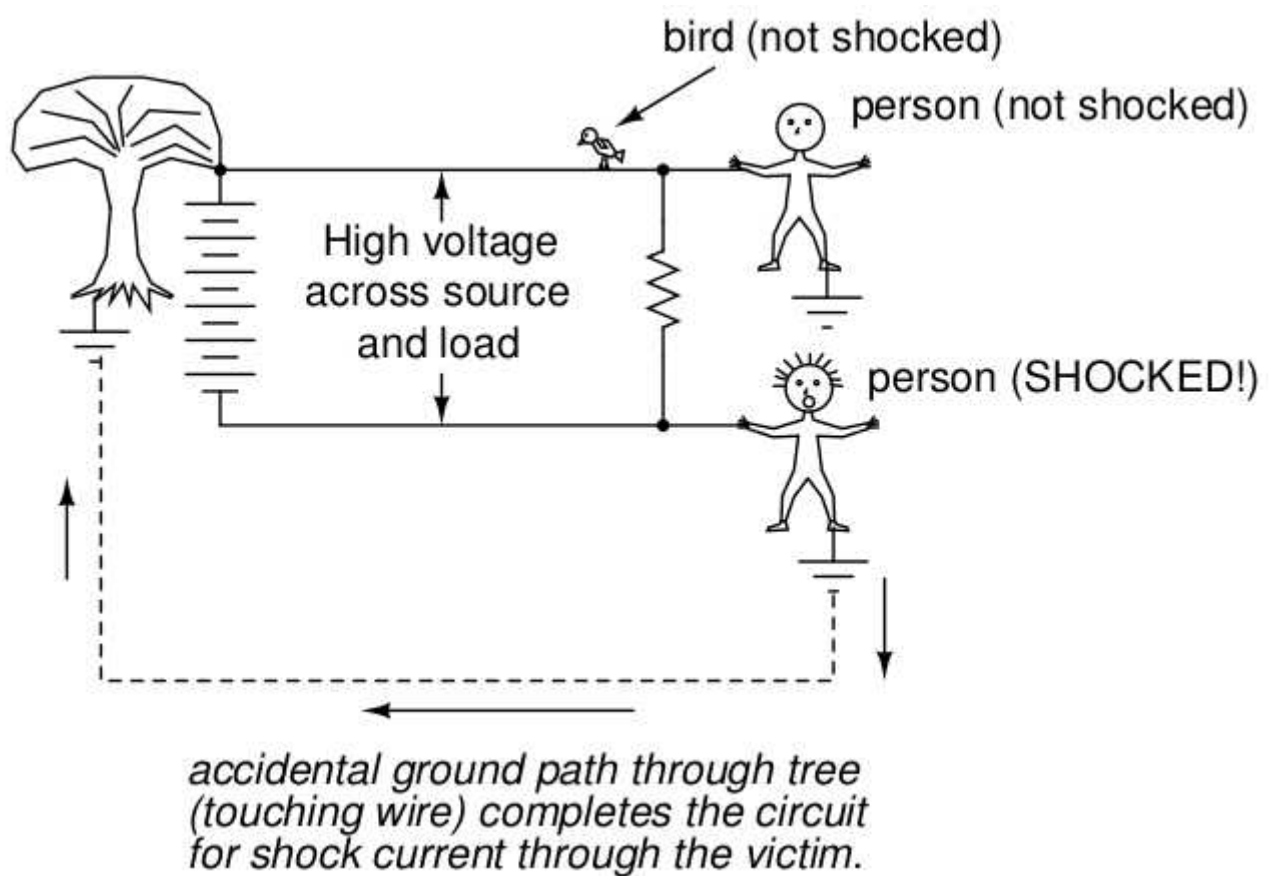 bird (not shocked)
person (not shocked)
High voltage
across source
and load
person (SHOCKED!)
accidental ground path through tree
(touching wire) completes the circuit
for shock current through the victim.